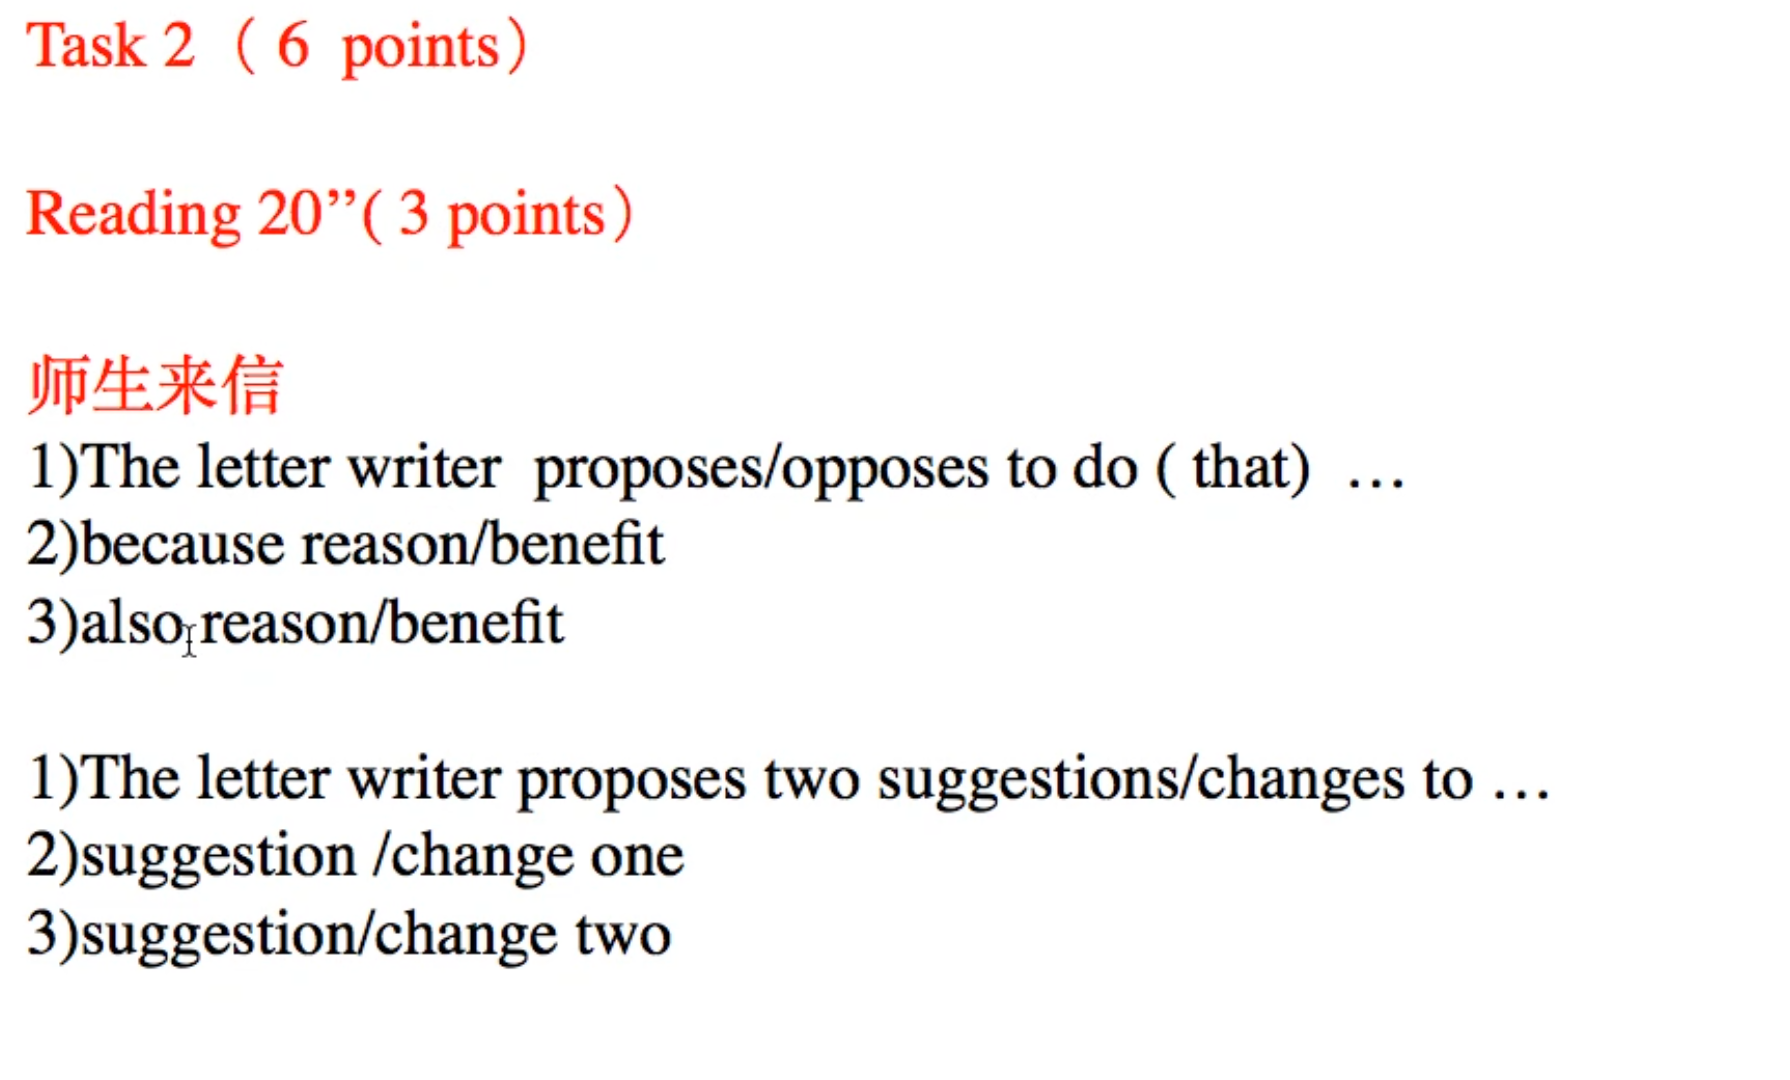 Task 2 （ 6 points）
Reading 20”( 3 points）
师生来信
1)The letter writer proposes/opposes to do ( that) …
2)because reason/benefit
3)also,reason/benefit
1)The letter writer proposes two suggestions/changes to …
2)suggestion /change one
3)suggestion/change two